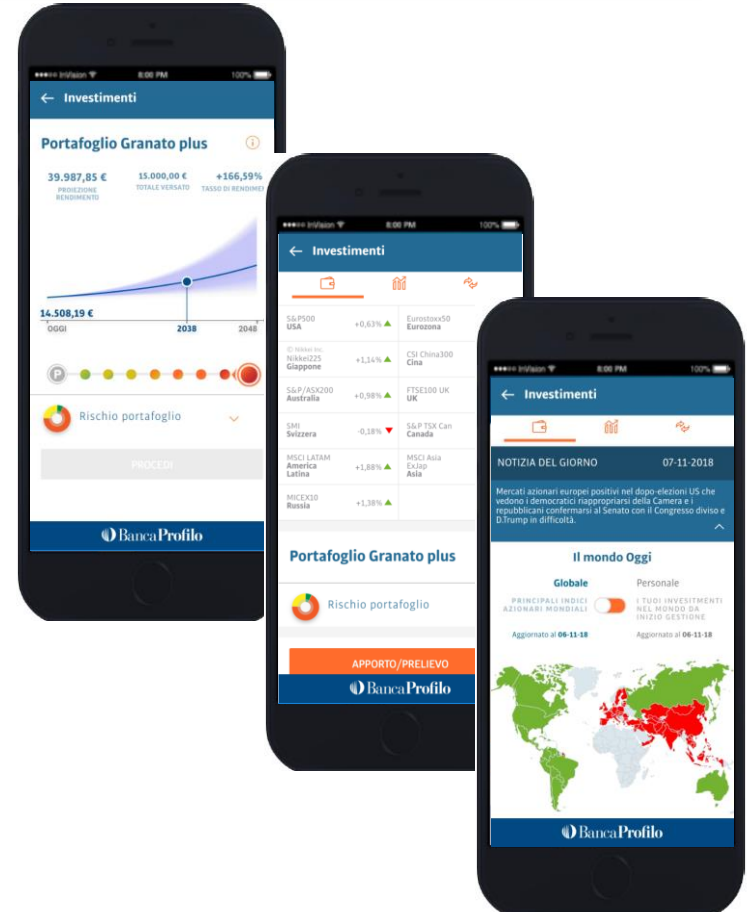 InVision 8:00 PM 100%
← Investimenti
Portafoglio Granato plus
39.987,85 € 15.000,00 € +166,59%
PROIEZIONE RENDIMENTO
TOTALE VERSATO
TASSO DI RENDIMEN
14.508,19 €
OGGI 2038 2048
P
Rischio portafoglio
PROCEDI
BancaProfilo
InVision 8:00 PM 100%
← Investimenti
S&P500 USA +0,63% ▲ Eurostoxx50 Eurozona
© Nikkei Inc.
Nikkei225 Giappone +1,14% ▲ CSI China300 Cina
S&P/ASX200 Australia +0,98% ▲ FTSE100 UK UK
SMI Svizzera -0,18% ▼ S&P TSX Can Canada
MSCI LATAM America Latina +1,88% ▲ MSCI Asia ExJap Asia
MICEX10 Russia +1,38% ▲
Portafoglio Granato plus
Rischio portafoglio
APPORTO/PRELIEVO
BancaProfilo
InVision 8:00 PM 100%
← Investimenti
NOTIZIA DEL GIORNO 07-11-2018
Mercati azionari europei positivi nel dopo-elezioni US che
vedono i democratici riappropriarsi della Camera e i
repubblicani confermarsi al Senato con il Congresso diviso e
D.Trump in difficoltà.
Il mondo Oggi
Globale Personale
PRINCIPALI INDICI
AZIONARI MONDIALI
I TUOI INVESTMENTI
NEL MONDO DA
INIZIO GESTIONE
Aggiornato al 06-11-18 Aggiornato al 06-11-18
BancaProfilo